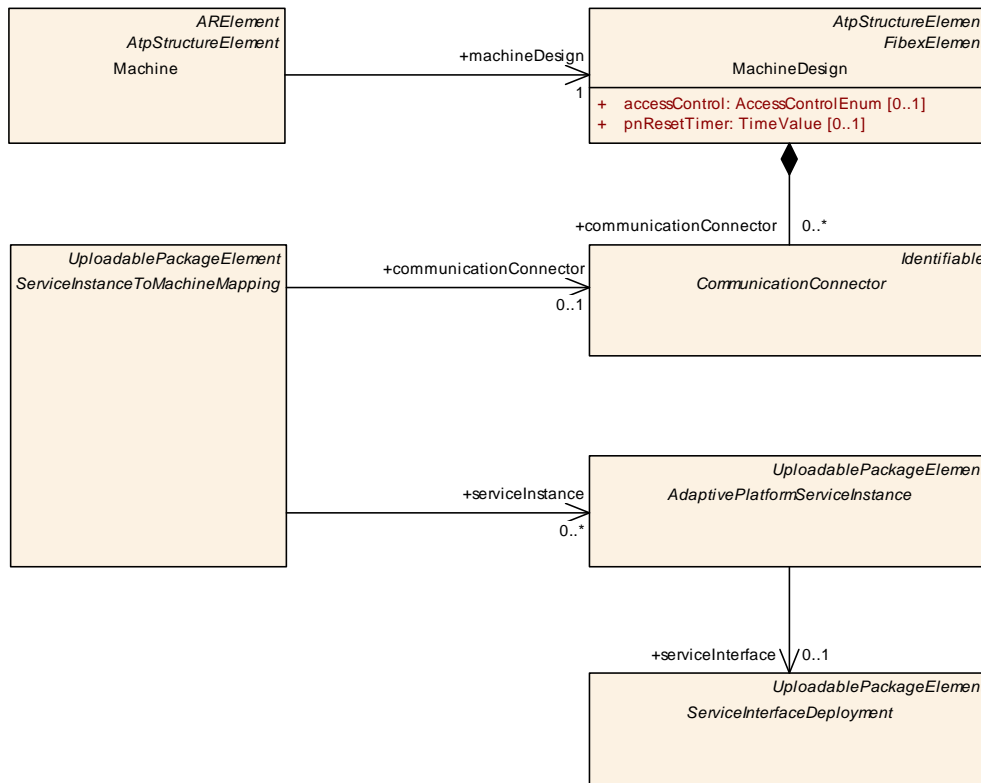 ARElement
AtpStructureElement
Machine
+machineDesign
1
AtpStructureElemen
FibexElemen
MachineDesign
+ accessControl: AccessControlEnum [0..1]
+ pnResetTimer: TimeValue [0..1]
+communicationConnector
0..*
UploadablePackageElement
ServiceInstanceToMachineMapping
+communicationConnector
0..1
Identifiable
CommunicationConnector
+serviceInstance
0..*
UploadablePackageElemen
AdaptivePlatformServiceInstance
+serviceInterface
0..1
UploadablePackageElemen
ServiceInterfaceDeployment